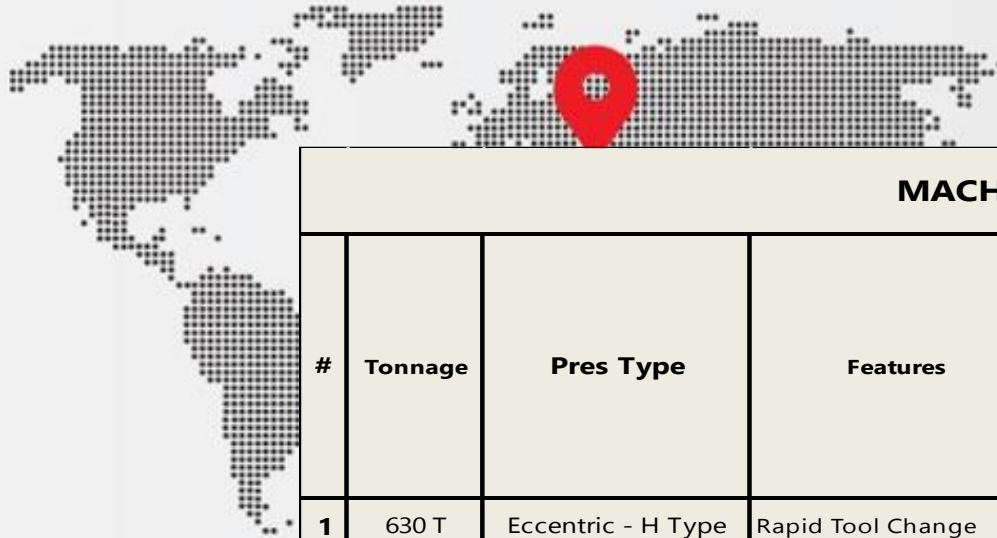 MACH
# Tonnage Pres Type Features
1 630 T Eccentric - H Type Rapid Tool Change